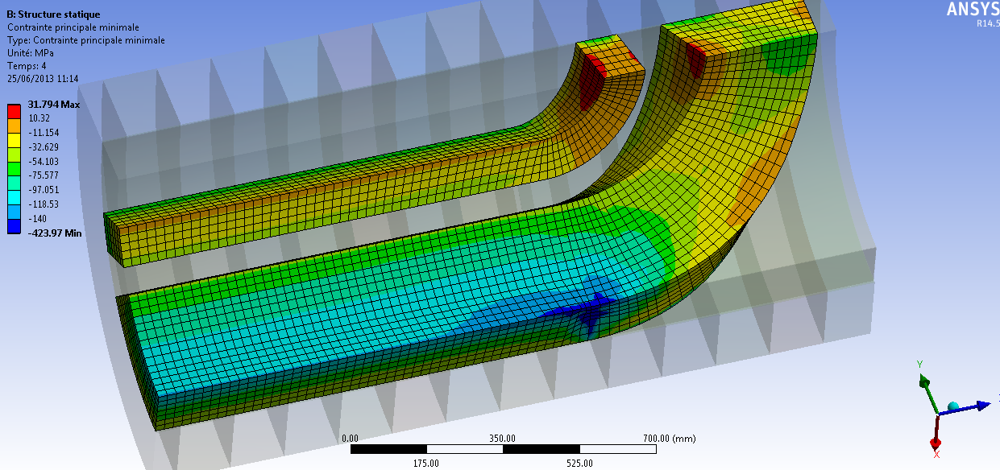 B: Structure statique
Contrainte principale minimale
Type: Contrainte principale minimale
Unité: MPa
Temps: 4
25/06/2013 11:14
31.794 Max
10.32
-11.154
-32.629
-54.103
-75.577
-97.051
-118.53
-140
-423.97 Min
ANSYS
R14.5
0.00 350.00 700.00 (mm)
175.00 525.00
Y
X